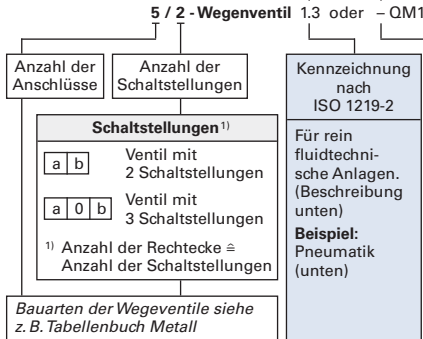 5 / 2 - Wegenventil 1.3 oder – QM1
Anzahl der
Anschlüsse
Anzahl der
Schaltstellungen
Schaltstellungen 1)
a b
Ventil mit
2 Schaltstellungen
a 0 b
Ventil mit
3 Schaltstellungen
1) Anzahl der Rechtecke ≙
Anzahl der Schaltstellungen
Bauarten der Wegeventile siehe
z. B. Tabellenbuch Metall
Kennzeichnung
nach
ISO 1219-2
Für rein
fluidtechni-
sche Anlagen.
(Beschreibung
unten)
Beispiel:
Pneumatik
(unten)